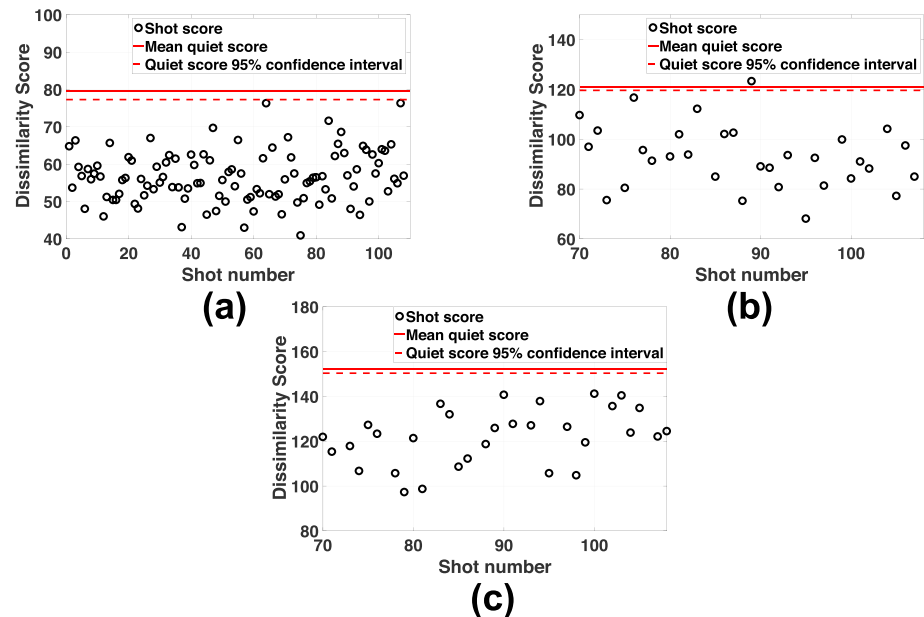 100
90
80
70
60
50
40
0
20
40
60
80
100
Dissimilarity Score
Shot number
Shot score
Mean quiet score
Quiet score 95% confidence interval
(a)
150
140
120
100
80
60
70
80
90
100
Dissimilarity Score
Shot number
Shot score
Mean quiet score
Quiet score 95% confidence interval
(b)
180
160
140
120
100
80
70
80
90
100
Dissimilarity Score
Shot number
Shot score
Mean quiet score
Quiet score 95% confidence interval
(c)